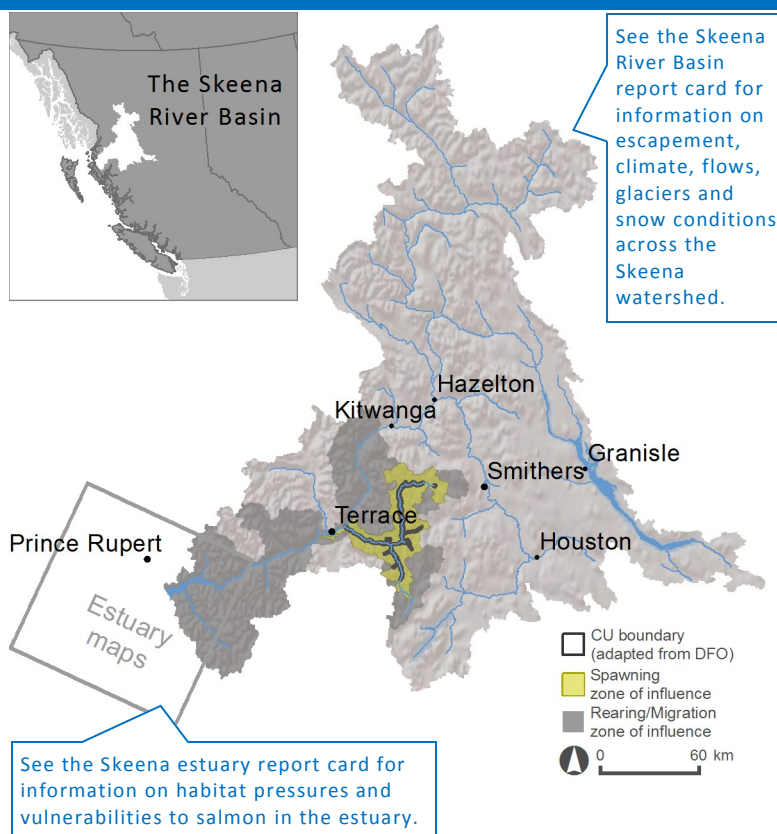 The Skeena
River Basin
See the Skeena
River Basin
report card for
information on
escapement,
climate, flows,
glaciers and
snow conditions
across the
Skeena
watershed.
Hazelton
Kitwanga
Granisle
Smithers
Terrace
Prince Rupert
Houston
Estuary
maps
CU boundary
(adapted from DFO)
Spawning
zone of influence
Rearing/Migration
zone of influence
0 60 km
See the Skeena estuary report card for
information on habitat pressures and
vulnerabilities to salmon in the estuary.